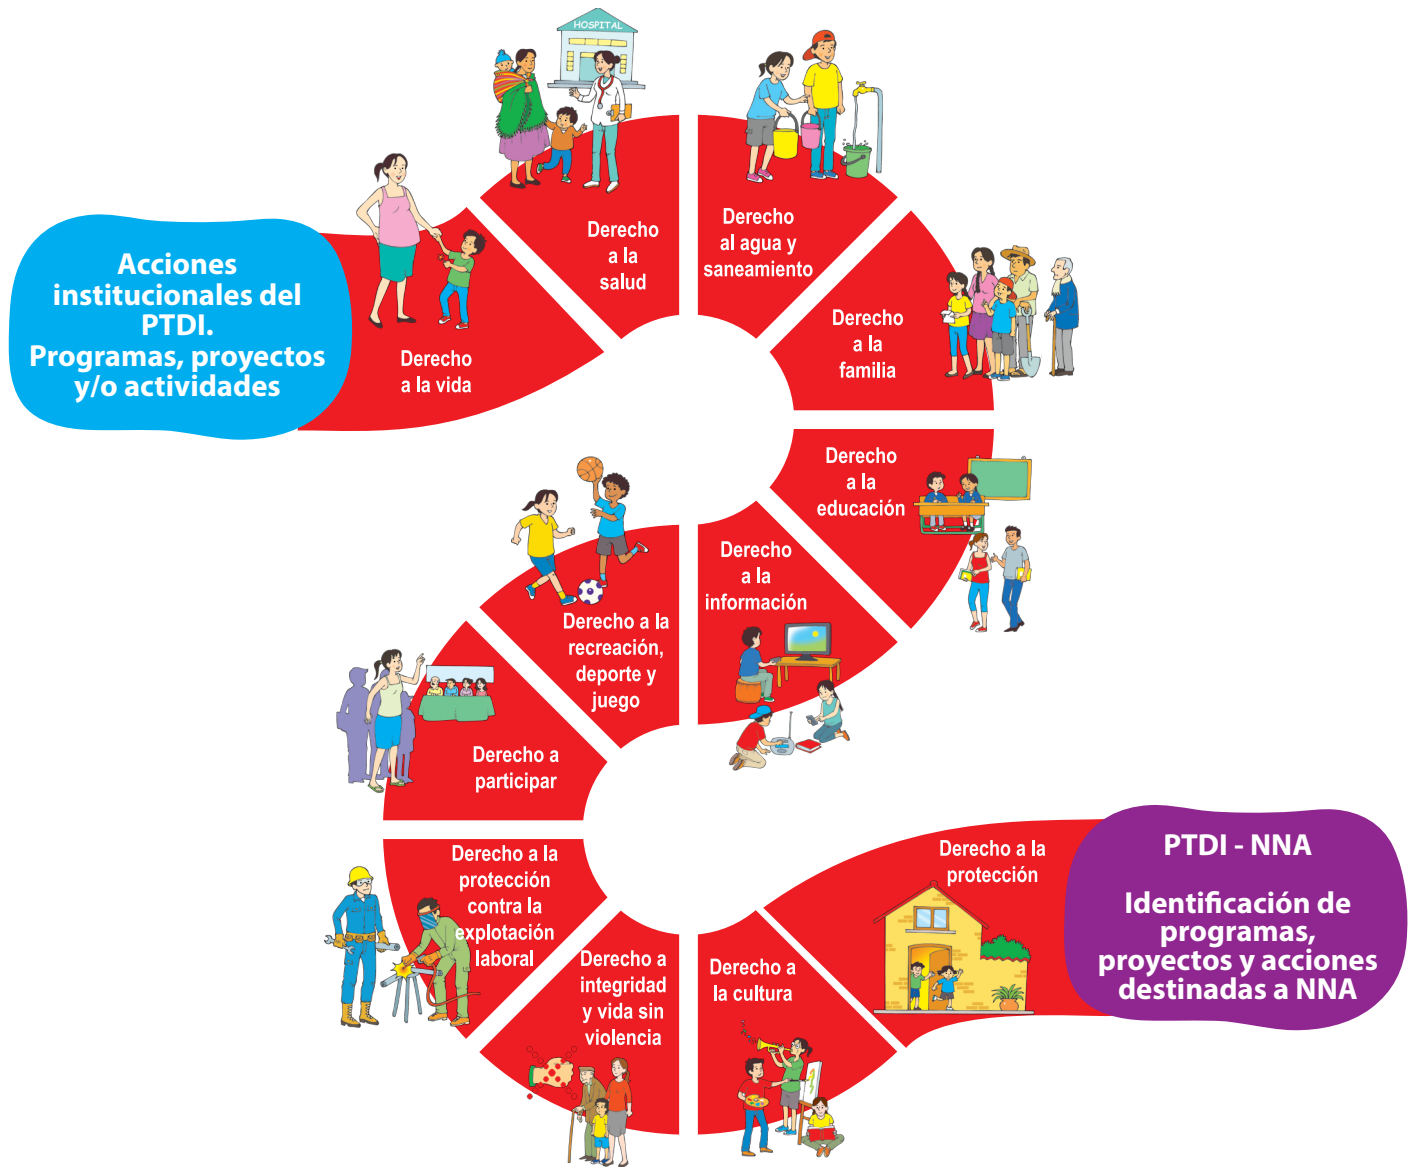 HOSPITAL
Acciones
institucionales del
PTDI.
Programas, proyectos
y/o actividades
Derecho
a la vida
Derecho
a la
salud
Derecho
al agua y
saneamiento
Derecho
a la
familia
Derecho
a la
educación
Derecho
a la
información
Derecho a la
recreación,
deporte y
juego
Derecho a
participar
Derecho a la
protección
contra la
explotación
laboral
Derecho a
integridad
y vida sin
violencia
Derecho a
la cultura
Derecho a la
protección
PTDI - NNA
Identificación de
programas,
proyectos y acciones
destinadas a NNA